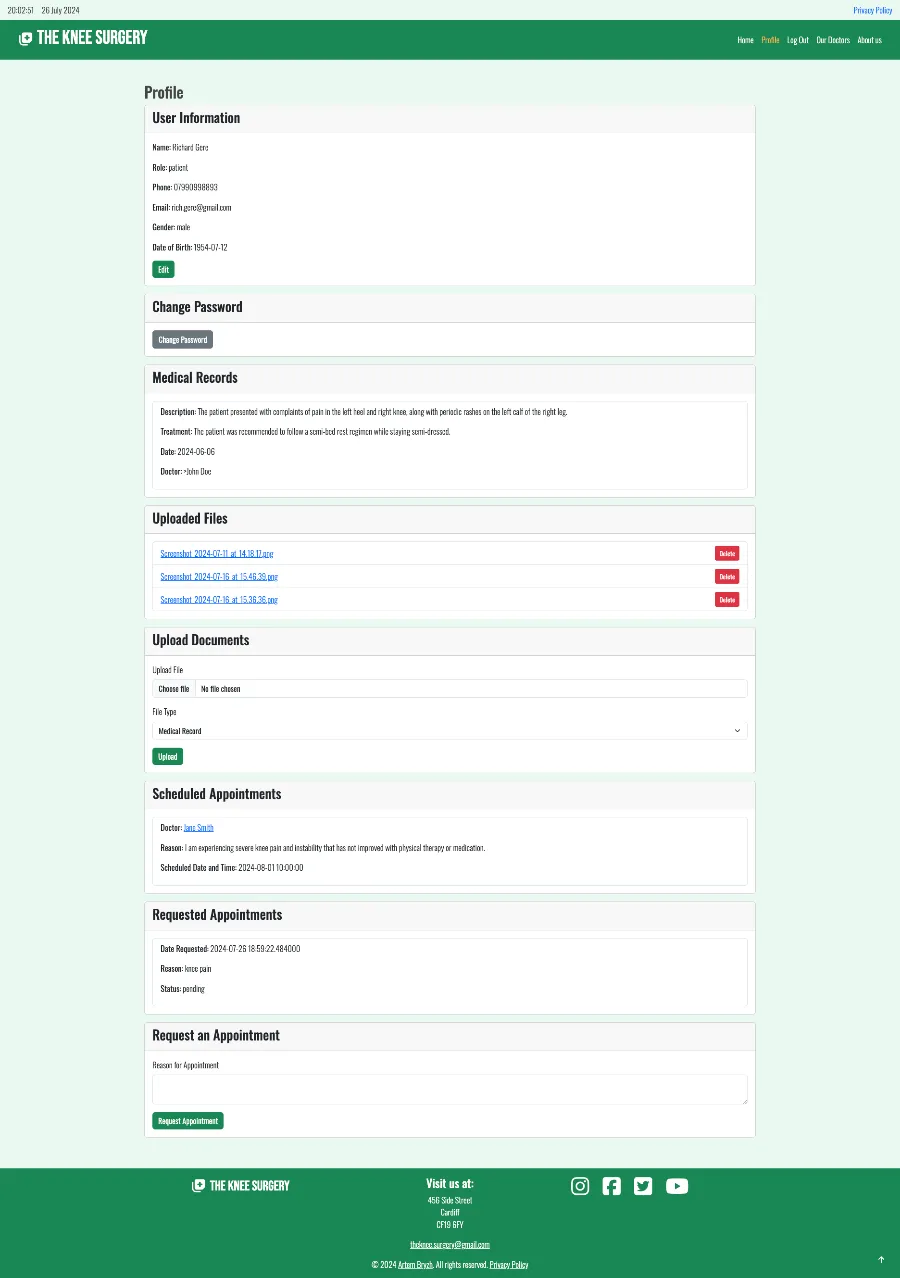 20:02:51 26 July 2024 Privacy Policy
THE KNEE SURGERY
Home Profile Log Out Our Doctors About us
Profile
User Information
Name: Richard Gere
Role: patient
Phone: 07990998893
Email: rich.gere@gmail.com
Gender: male
Date of Birth: 1954-07-12
Edit
Change Password
Change Password
Medical Records
Description: The patient presented with complaints of pain in the left heel and right knee, along with periodic rashes on the left calf of the right leg.
Treatment: The patient was recommended to follow a semi-bed rest regimen while staying semi-dressed.
Date: 2024-06-06
Doctor: >John Doe
Uploaded Files
Screenshot_2024-07-11_at_14.18.17.png Delete
Screenshot_2024-07-16_at_15.46.39.png Delete
Screenshot_2024-07-16_at_15.36.36.png Delete
Upload Documents
Upload File
Choose file No file chosen
File Type
Medical Record
Upload
Scheduled Appointments
Doctor: Jane Smith
Reason: I am experiencing severe knee pain and instability that has not improved with physical therapy or medication.
Scheduled Date and Time: 2024-08-01 10:00:00
Requested Appointments
Date Requested: 2024-07-26 18:59:22.484000
Reason: knee pain
Status: pending
Request an Appointment
Reason for Appointment
Request Appointment
THE KNEE SURGERY
Visit us at:
456 Side Street
Cardiff
CF19 6FY
theknee.surgery@gmail.com
© 2024 Artem Bryzh. All rights reserved. Privacy Policy